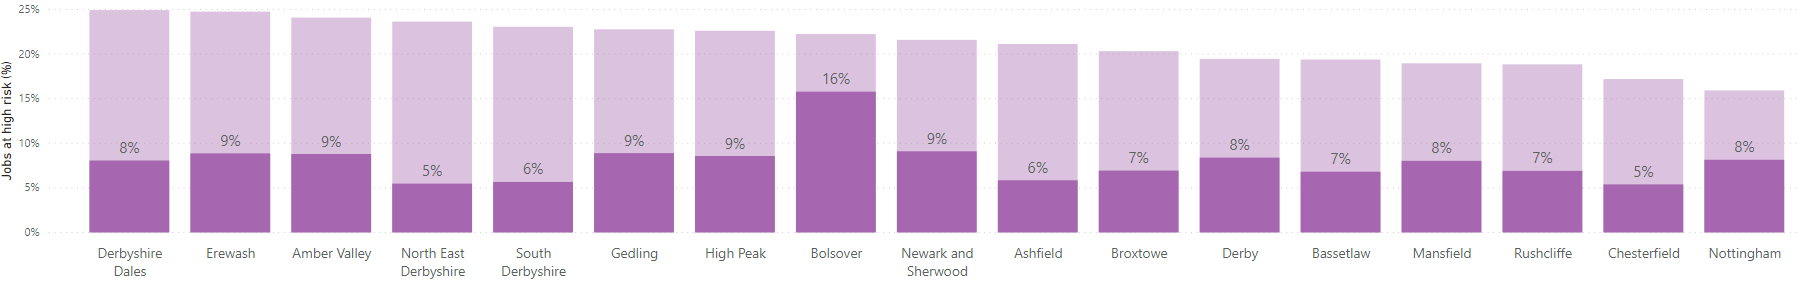 25%
20%
15%
10%
5%
0%
Jobs at high risk (%)
8%
9%
9%
5%
6%
9%
9%
16%
9%
6%
7%
8%
7%
8%
7%
5%
8%
Derbyshire
Dales
Erewash
Amber Valley
North East
Derbyshire
South
Derbyshire
Gedling
High Peak
Bolsover
Newark and
Sherwood
Ashfield
Broxtowe
Derby
Bassetlaw
Mansfield
Rushcliffe
Chesterfield
Nottingham